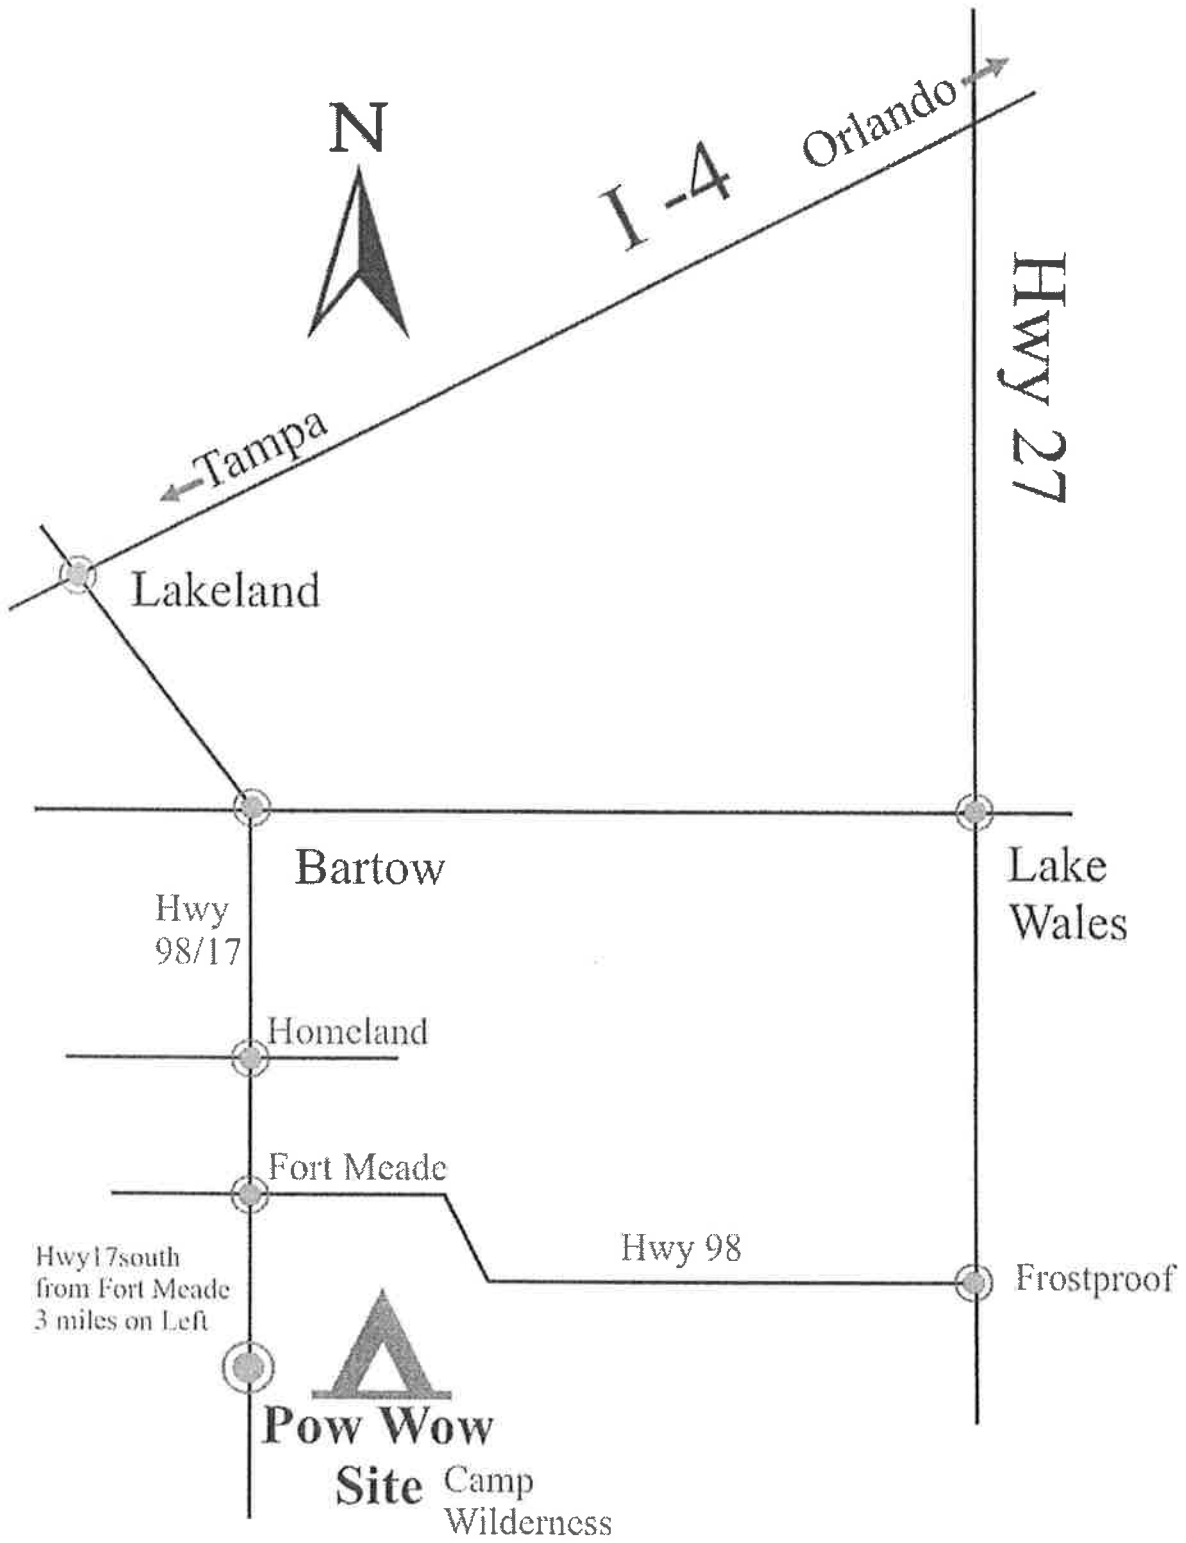 N
Orlando
I -4
Hwy 27
Tampa
Lakeland
Bartow
Lake
Wales
Hwy
98/17
Homeland
Fort Meade
Hwy 98
Frostproof
Hwy17south
from Fort Meade
3 miles on Left
Pow Wow
Site
Camp
Wilderness